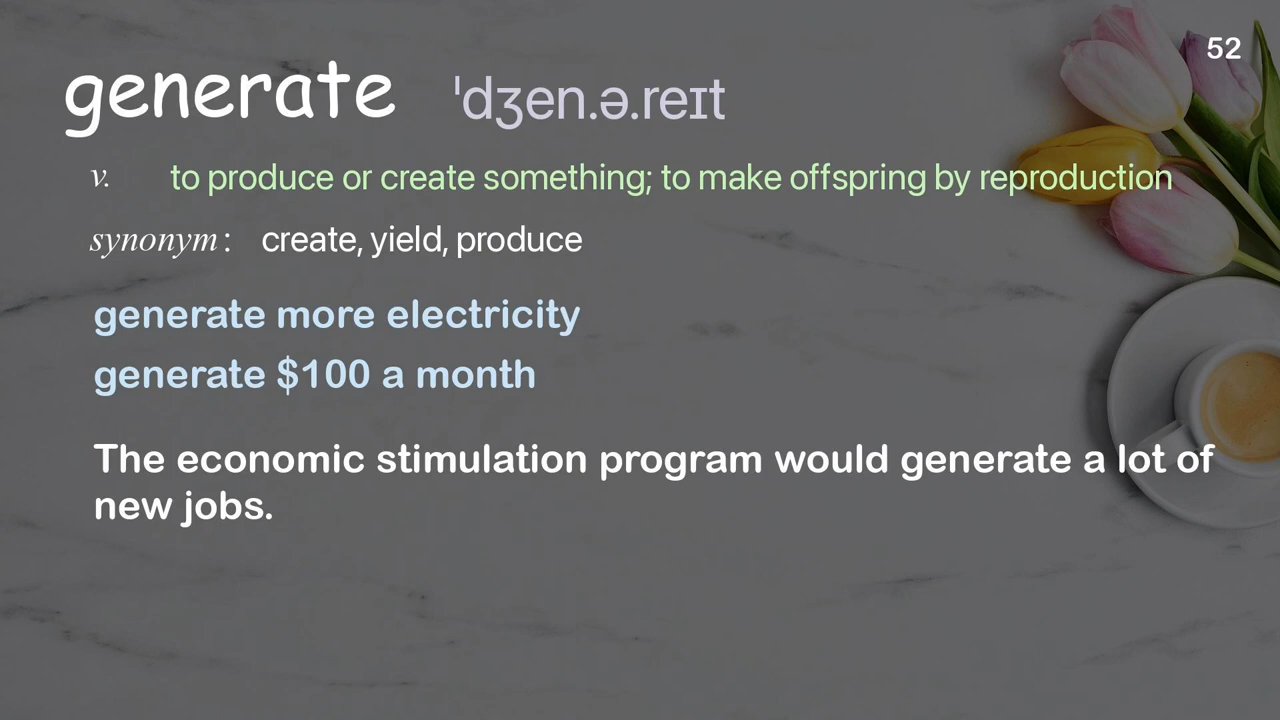 52
generate ˈdʒen.ə.reɪt
v. to produce or create something; to make offspring by reproduction
synonym: create, yield, produce
generate more electricity
generate $100 a month
The economic stimulation program would generate a lot of
new jobs.